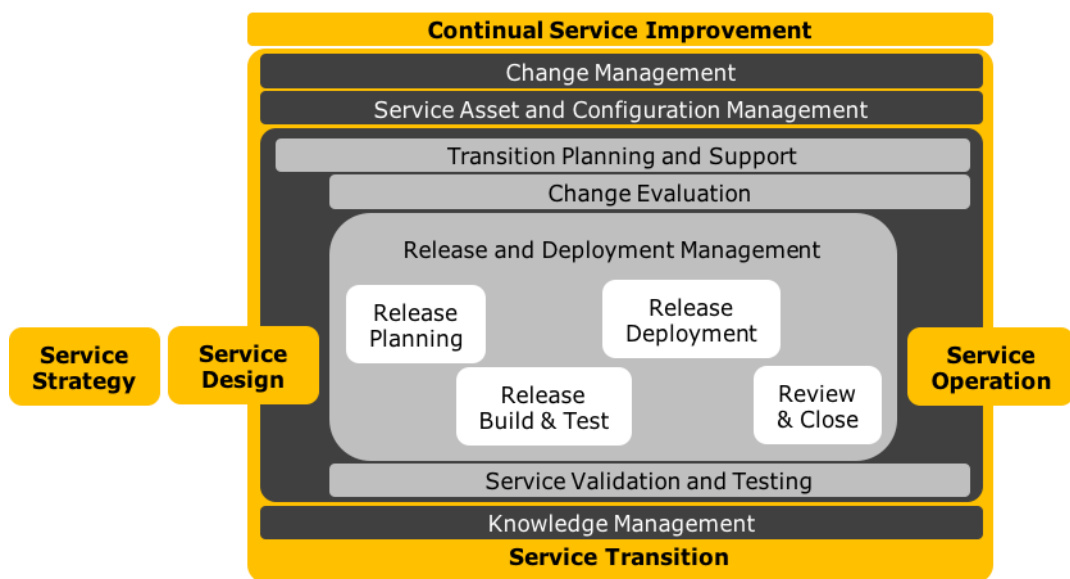 Continual Service Improvement
Change Management
Service Asset and Configuration Management
Transition Planning and Support
Change Evaluation
Release and Deployment Management
Release
Planning
Release
Deployment
Service
Strategy
Service
Design
Service
Operation
Release
Build & Test
Review
& Close
Service Validation and Testing
Knowledge Management
Service Transition